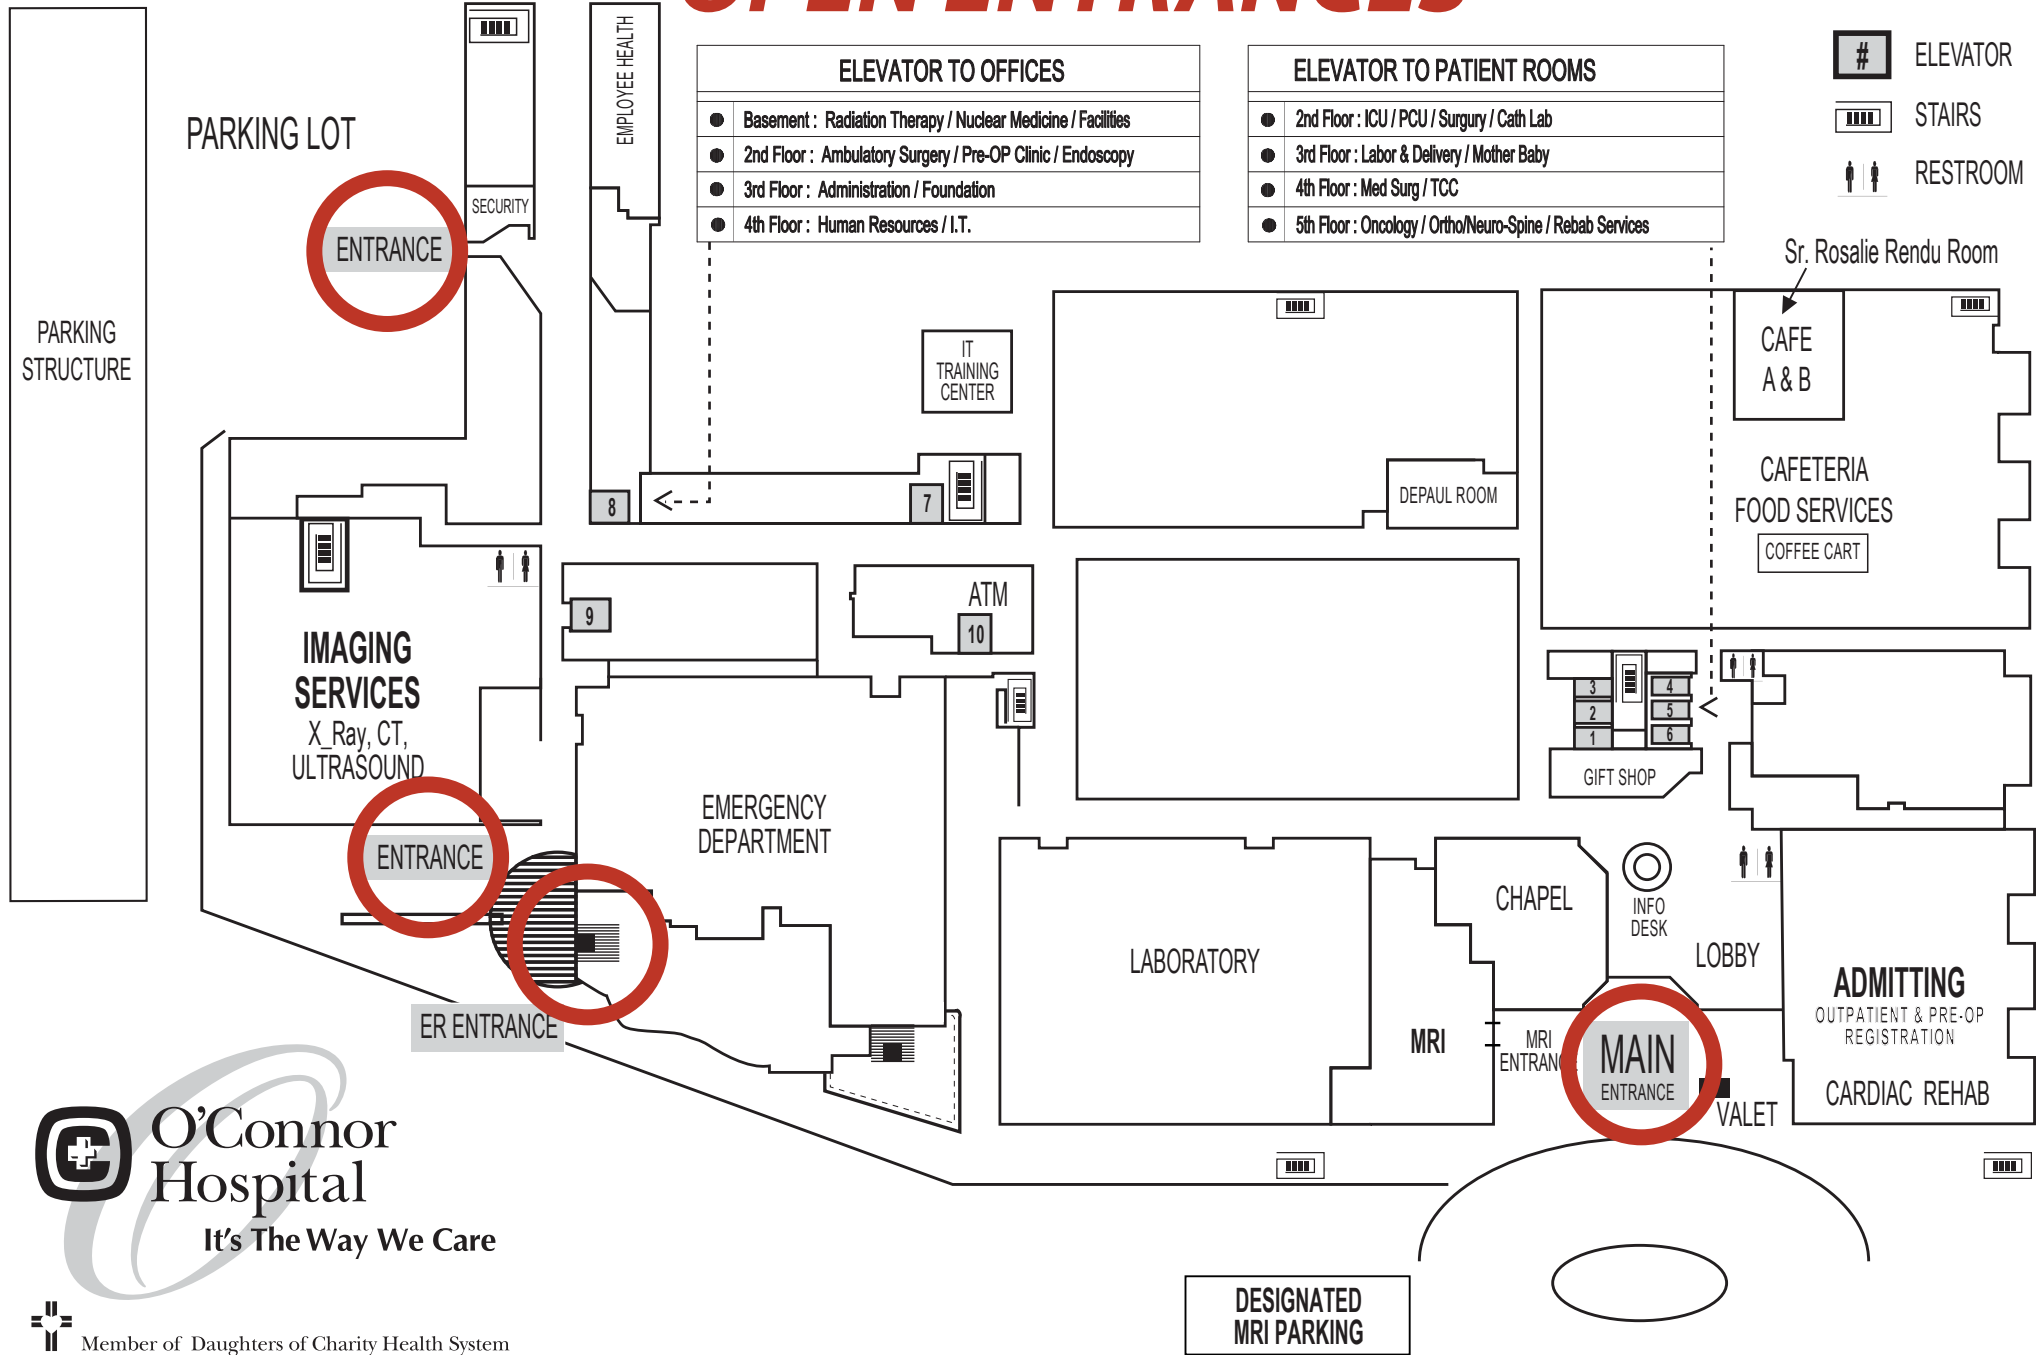 OPEN ENTRANCES
ELEVATOR TO OFFICES
Basement : Radiation Therapy / Nuclear Medicine / Facilities
2nd Floor : Ambulatory Surgery / Pre-OP Clinic / Endoscopy
3rd Floor : Administration / Foundation
4th Floor : Human Resources / I.T.
ELEVATOR TO PATIENT ROOMS
2nd Floor : ICU / PCU / Surgury / Cath Lab
3rd Floor : Labor & Delivery / Mother Baby
4th Floor : Med Surg / TCC
5th Floor : Oncology / Ortho/Neuro-Spine / Rebab Services
# ELEVATOR
STAIRS
RESTROOM
EMPLOYEE HEALTH
PARKING LOT
SECURITY
ENTRANCE
PARKING
STRUCTURE
Sr. Rosalie Rendu Room
CAFE
A & B
IT
TRAINING
CENTER
CAFETERIA
FOOD SERVICES
COFFEE CART
DEPAUL ROOM
8
7
9
ATM
10
IMAGING
SERVICES
X_Ray, CT,
ULTRASOUND
3
2
1
4
5
6
GIFT SHOP
EMERGENCY
DEPARTMENT
ENTRANCE
ER ENTRANCE
LABORATORY
CHAPEL
INFO
DESK
LOBBY
ADMITTING
OUTPATIENT & PRE-OP
REGISTRATION
CARDIAC REHAB
MRI
MRI
ENTRANCE
MAIN
ENTRANCE
VALET
DESIGNATED
MRI PARKING
O'Connor
Hospital
It's The Way We Care
Member of Daughters of Charity Health System